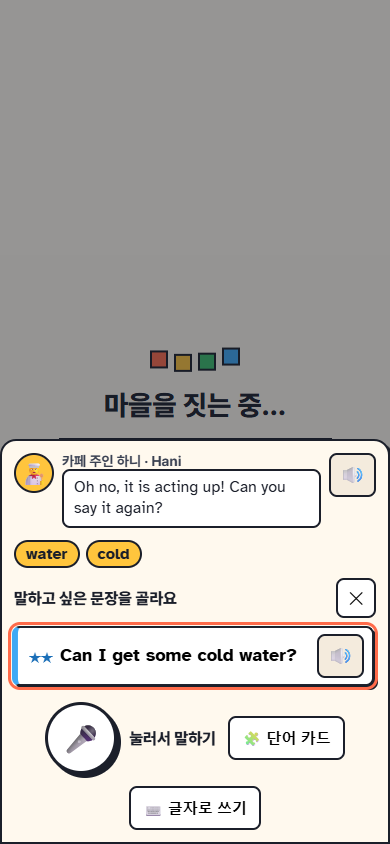 마을을 짓는 중...
카페 주인 하니 · Hani
Oh no, it is acting up! Can you
say it again?
water
cold
말하고 싶은 문장을 골라요
Can I get some cold water?
눌러서 말하기
단어 카드
글자로 쓰기